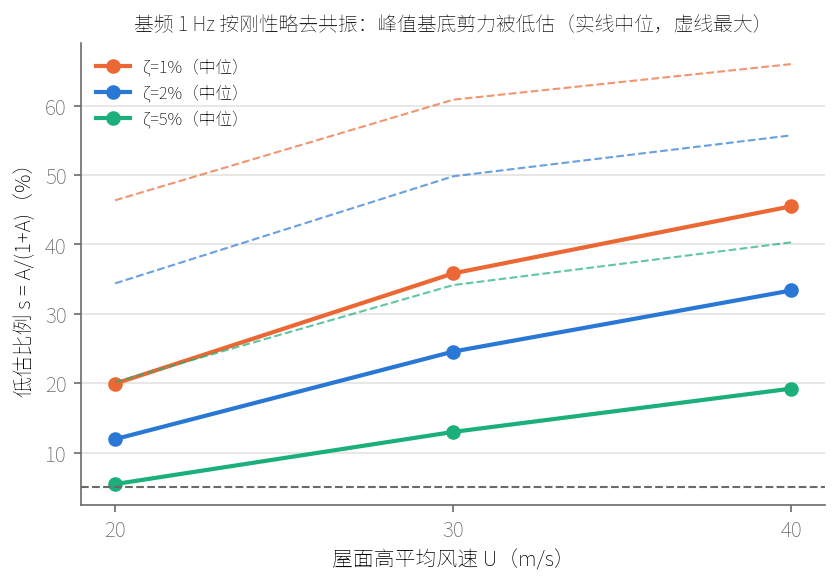 基频 1 Hz 按刚性略去共振：峰值基底剪力被低估（实线中位，虚线最大）
ζ=1%（中位）
ζ=2%（中位）
ζ=5%（中位）
低估比例 s = A/(1+A)（%）
60
50
40
30
20
10
20
30
40
屋面高平均风速 U（m/s）